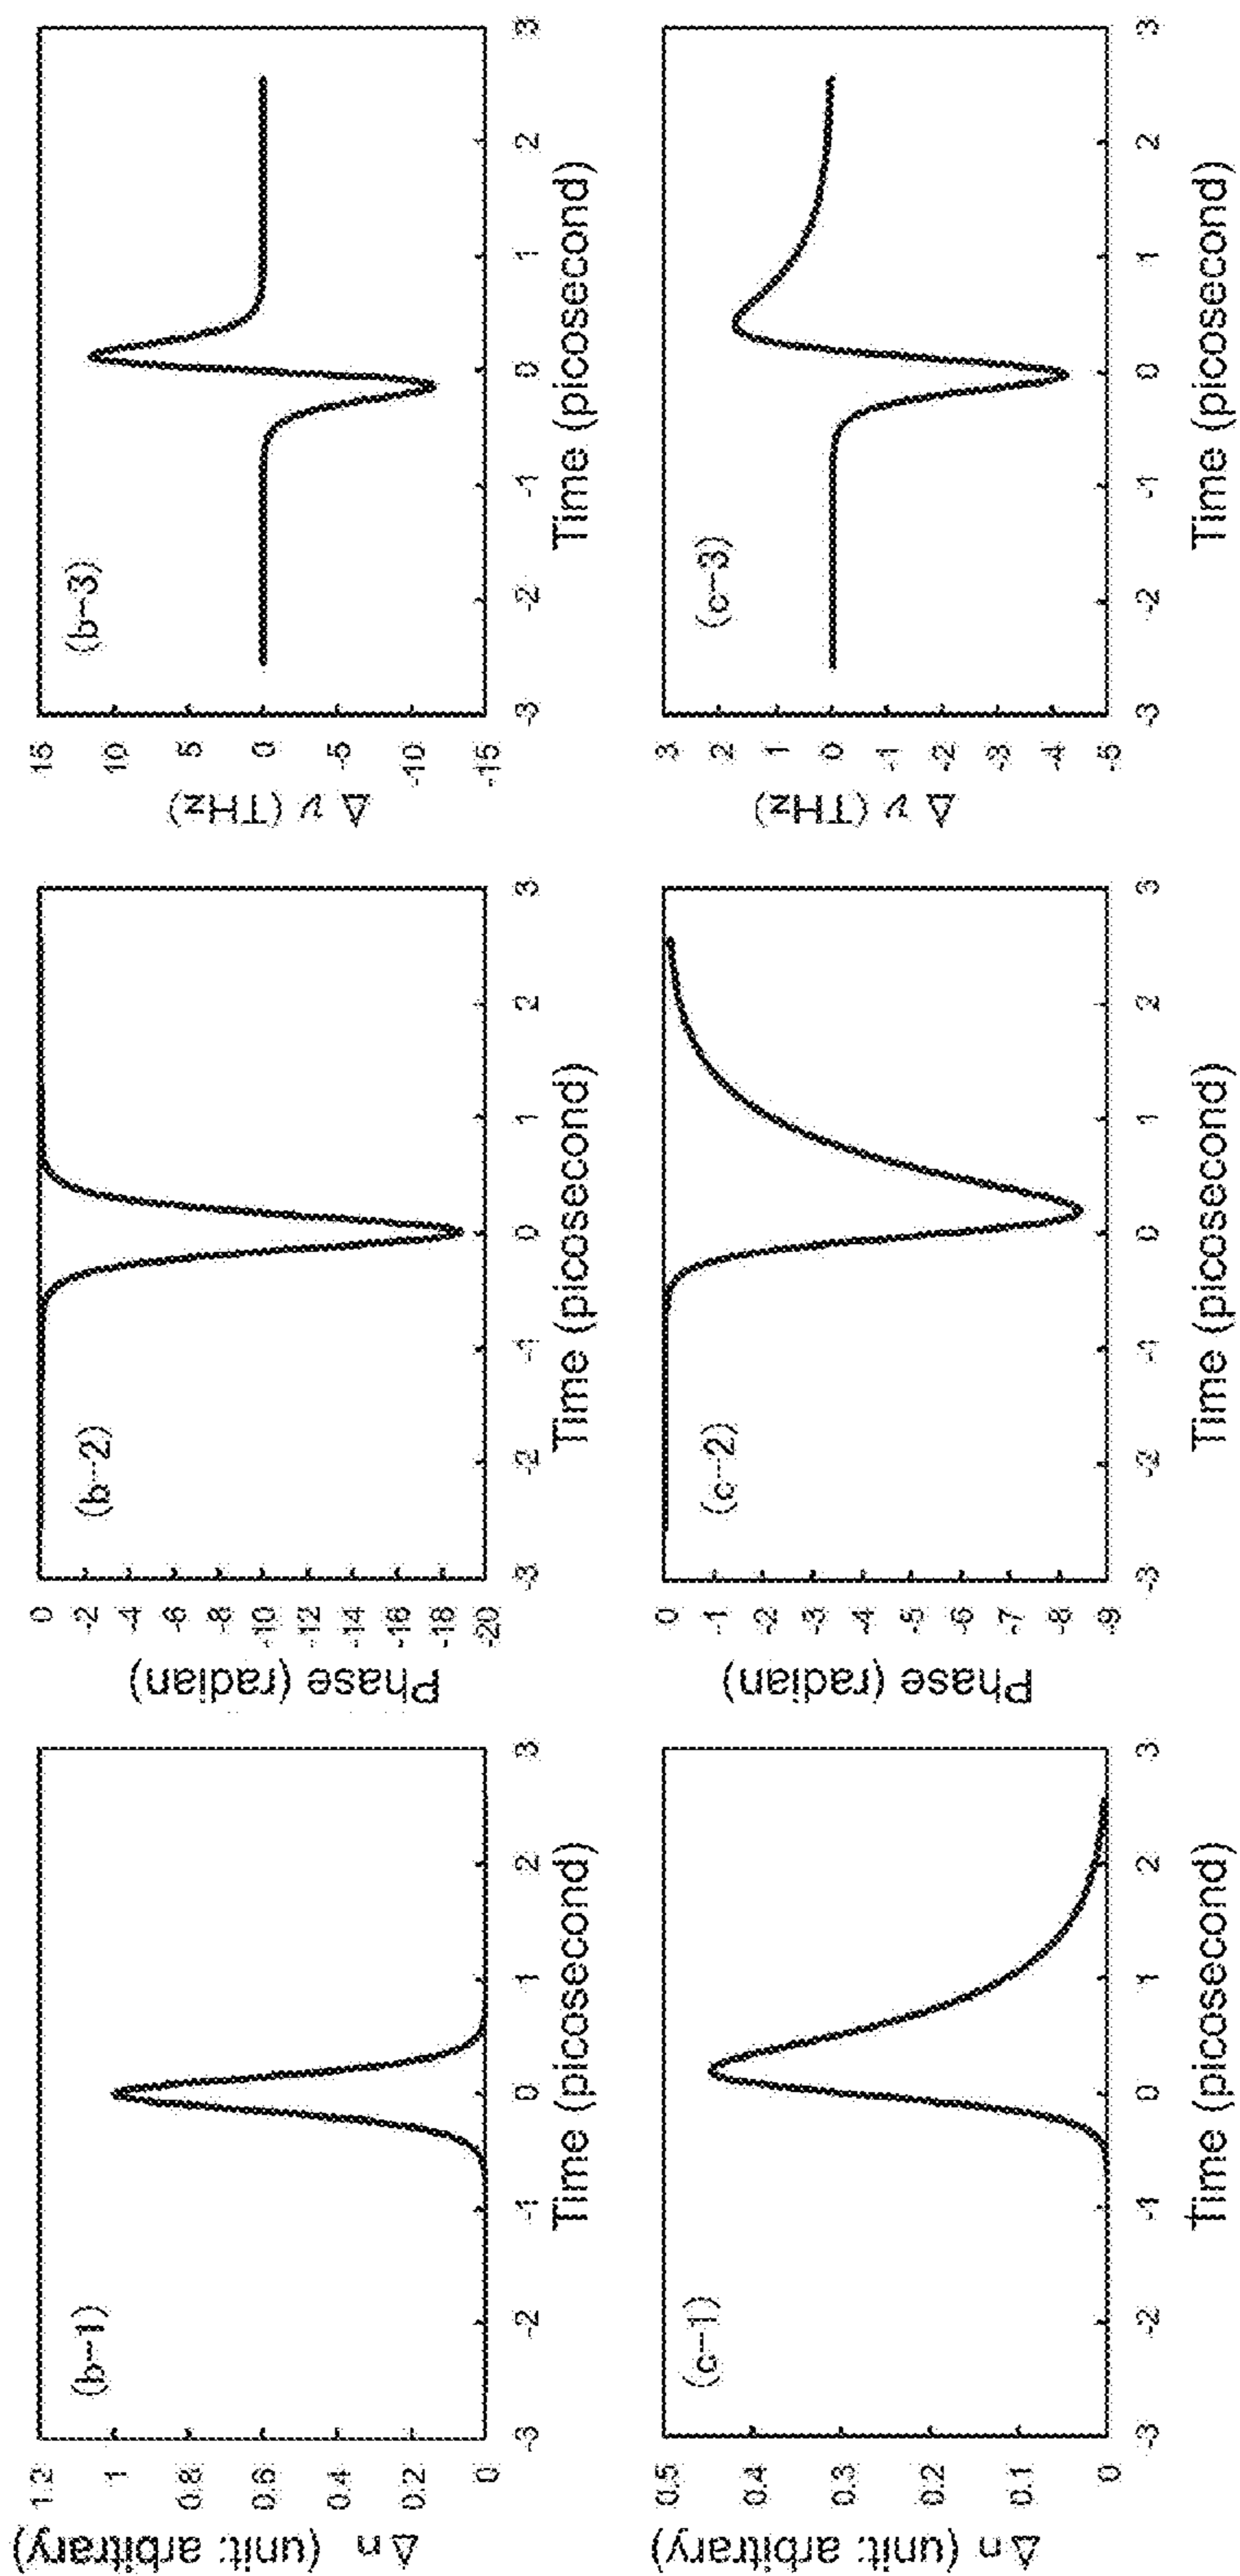 (b-1)
Δn (unit: arbitrary)
1.2
1
0.8
0.6
0.4
0.2
0
-3 -2 -1 0 1 2 3
Time (picosecond)
(b-2)
Phase (radian)
0
-2
-4
-6
-8
-10
-12
-14
-16
-18
-20
-3 -2 -1 0 1 2 3
Time (picosecond)
(b-3)
Δν (THz)
15
10
5
0
-5
-10
-15
-3 -2 -1 0 1 2 3
Time (picosecond)
(c-1)
Δn (unit: arbitrary)
0.5
0.4
0.3
0.2
0.1
0
-3 -2 -1 0 1 2 3
Time (picosecond)
(c-2)
Phase (radian)
0
-1
-2
-3
-4
-5
-6
-7
-8
-9
-3 -2 -1 0 1 2 3
Time (picosecond)
(c-3)
Δν (THz)
3
2
1
0
-1
-2
-3
-4
-5
-3 -2 -1 0 1 2 3
Time (picosecond)